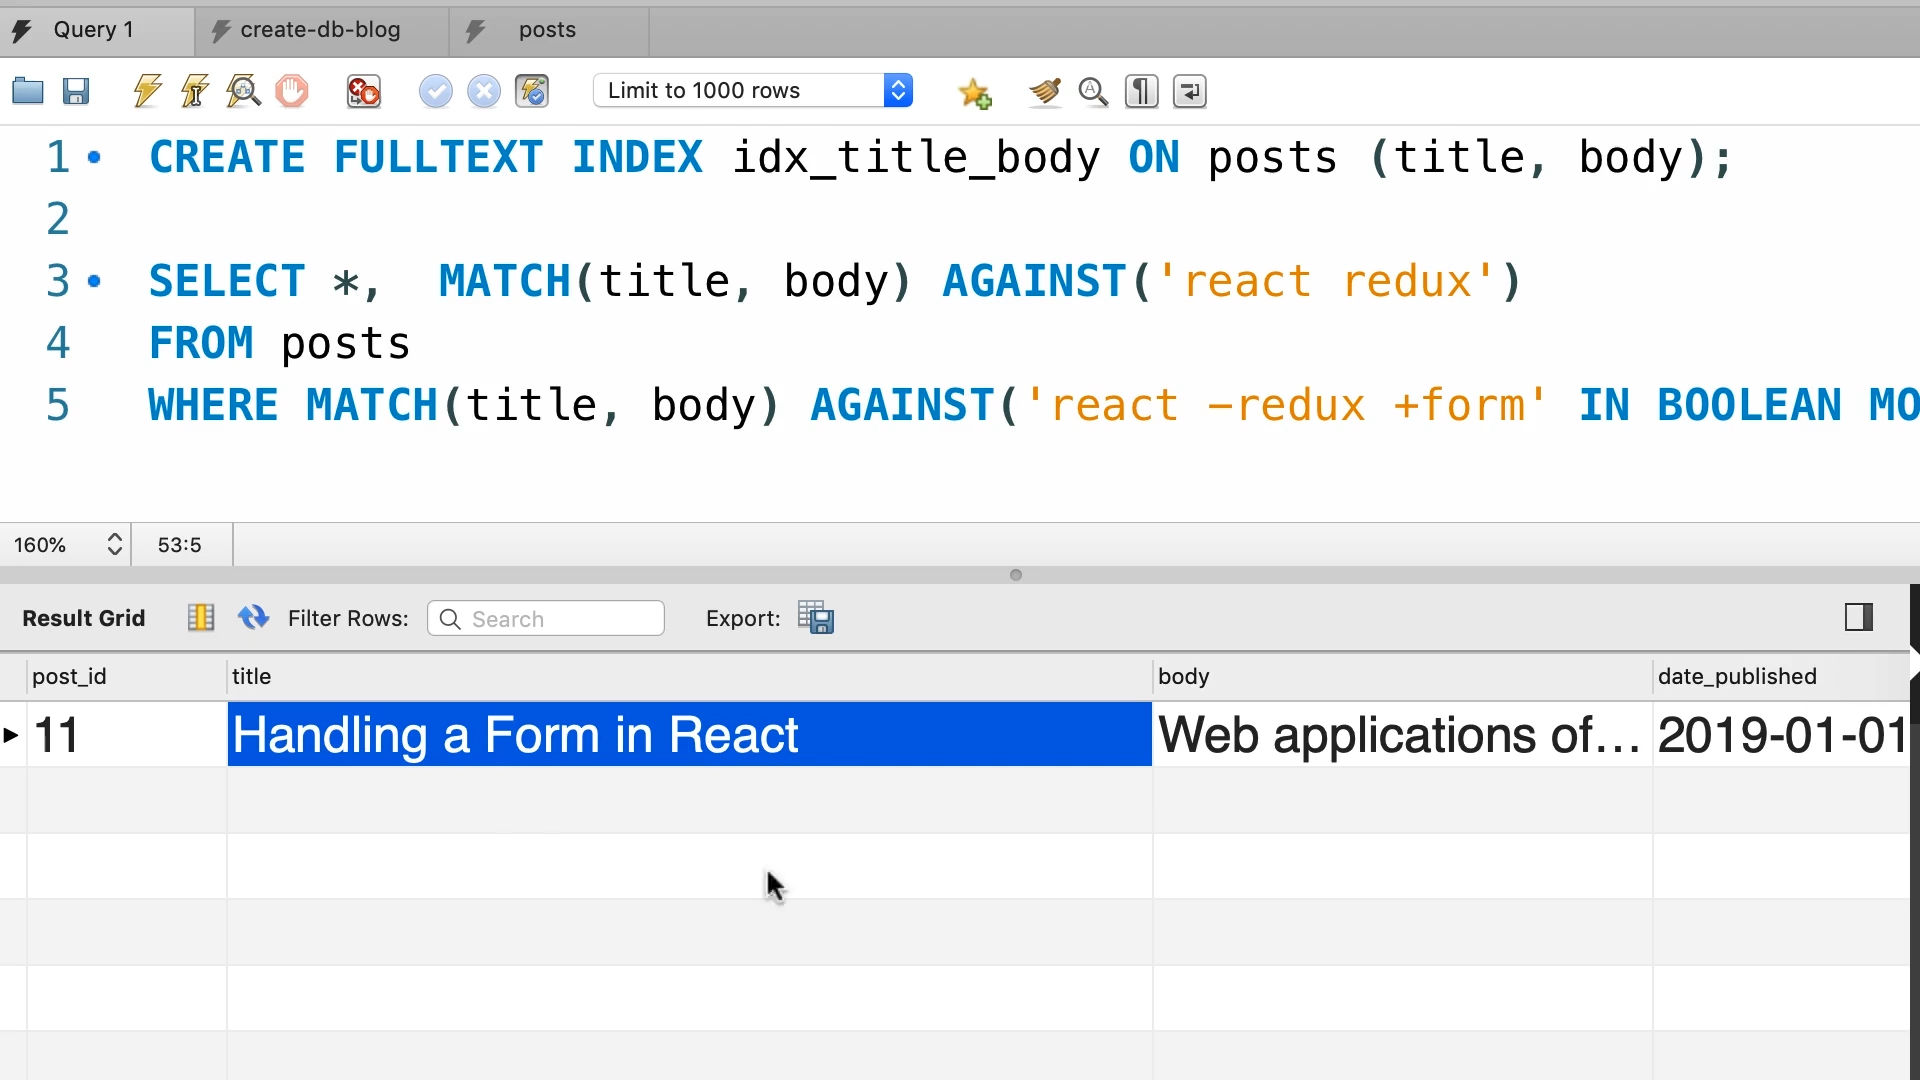 Query 1 create-db-blog posts
Limit to 1000 rows
1 CREATE FULLTEXT INDEX idx_title_body ON posts (title, body);
2
3 SELECT *, MATCH(title, body) AGAINST('react redux')
4 FROM posts
5 WHERE MATCH(title, body) AGAINST('react -redux +form' IN BOOLEAN MO
160% 53:5
Result Grid Filter Rows: Search Export:
post_id title body date_published
11 Handling a Form in React Web applications of... 2019-01-01